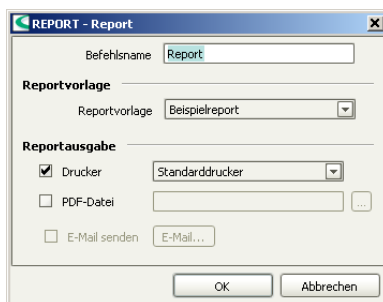 REPORT - Report
Befehlsname Report
Reportvorlage
Reportvorlage Beispielreport
Reportausgabe
Drucker Standarddrucker
PDF-Datei ...
E-Mail senden E-Mail...
OK Abbrechen